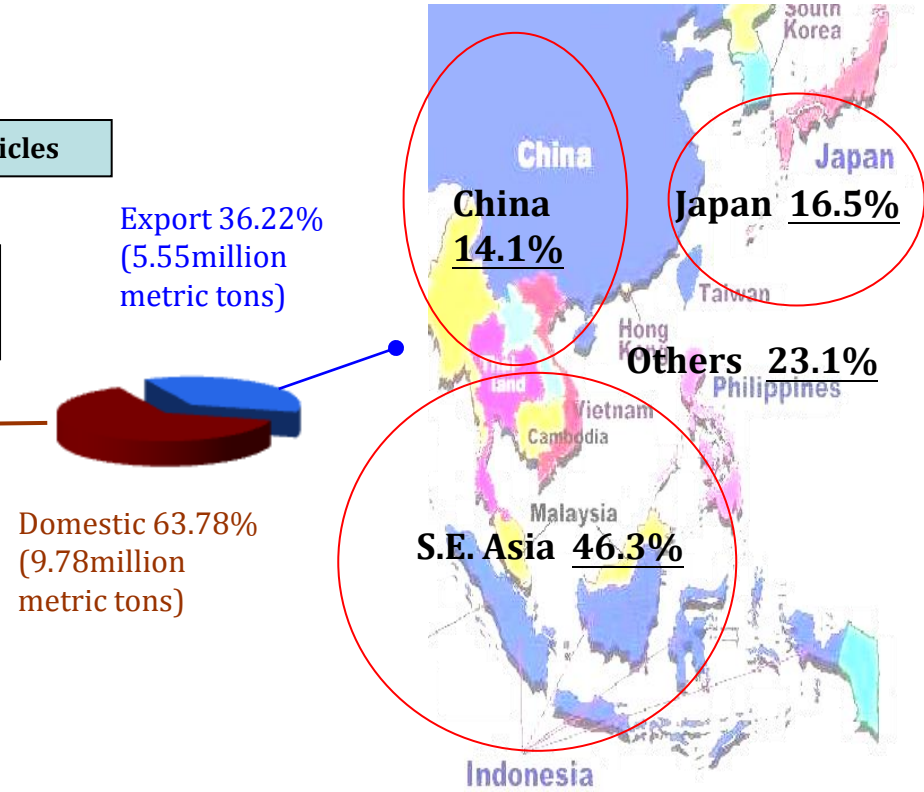 South
Korea
icles
China
Japan
Export 36.22%
(5.55million
metric tons)
China
14.1%
Japan 16.5%
Taiwan
Hong
Kong
Others 23.1%
land
Philippines
Vietnam
Cambodia
Domestic 63.78%
(9.78million
metric tons)
Malaysia
S.E. Asia 46.3%
Indonesia